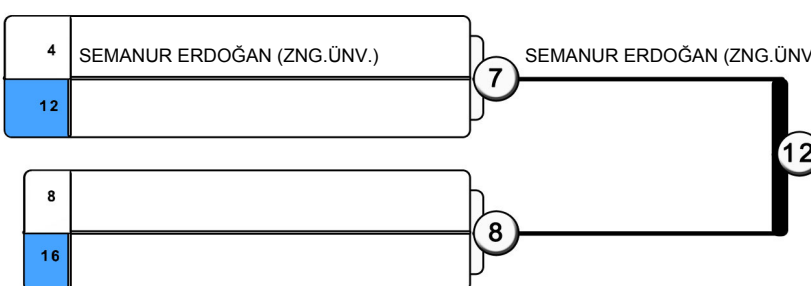 4 SEMANUR ERDOĞAN (ZNG.ÜNV.)
7 SEMANUR ERDOĞAN (ZNG.ÜNV
12
12
8
8
16